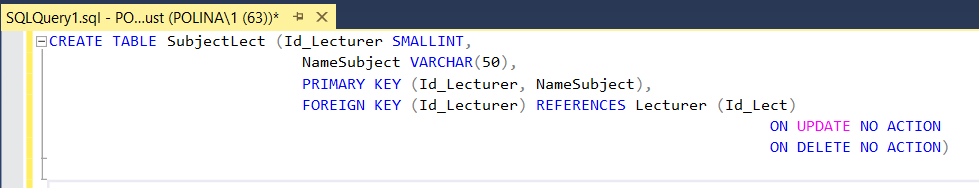 SQLQuery1.sql - PO...ust (POLINA\1 (63))*
CREATE TABLE SubjectLect (Id_Lecturer SMALLINT,
NameSubject VARCHAR(50),
PRIMARY KEY (Id_Lecturer, NameSubject),
FOREIGN KEY (Id_Lecturer) REFERENCES Lecturer (Id_Lect)
ON UPDATE NO ACTION
ON DELETE NO ACTION)